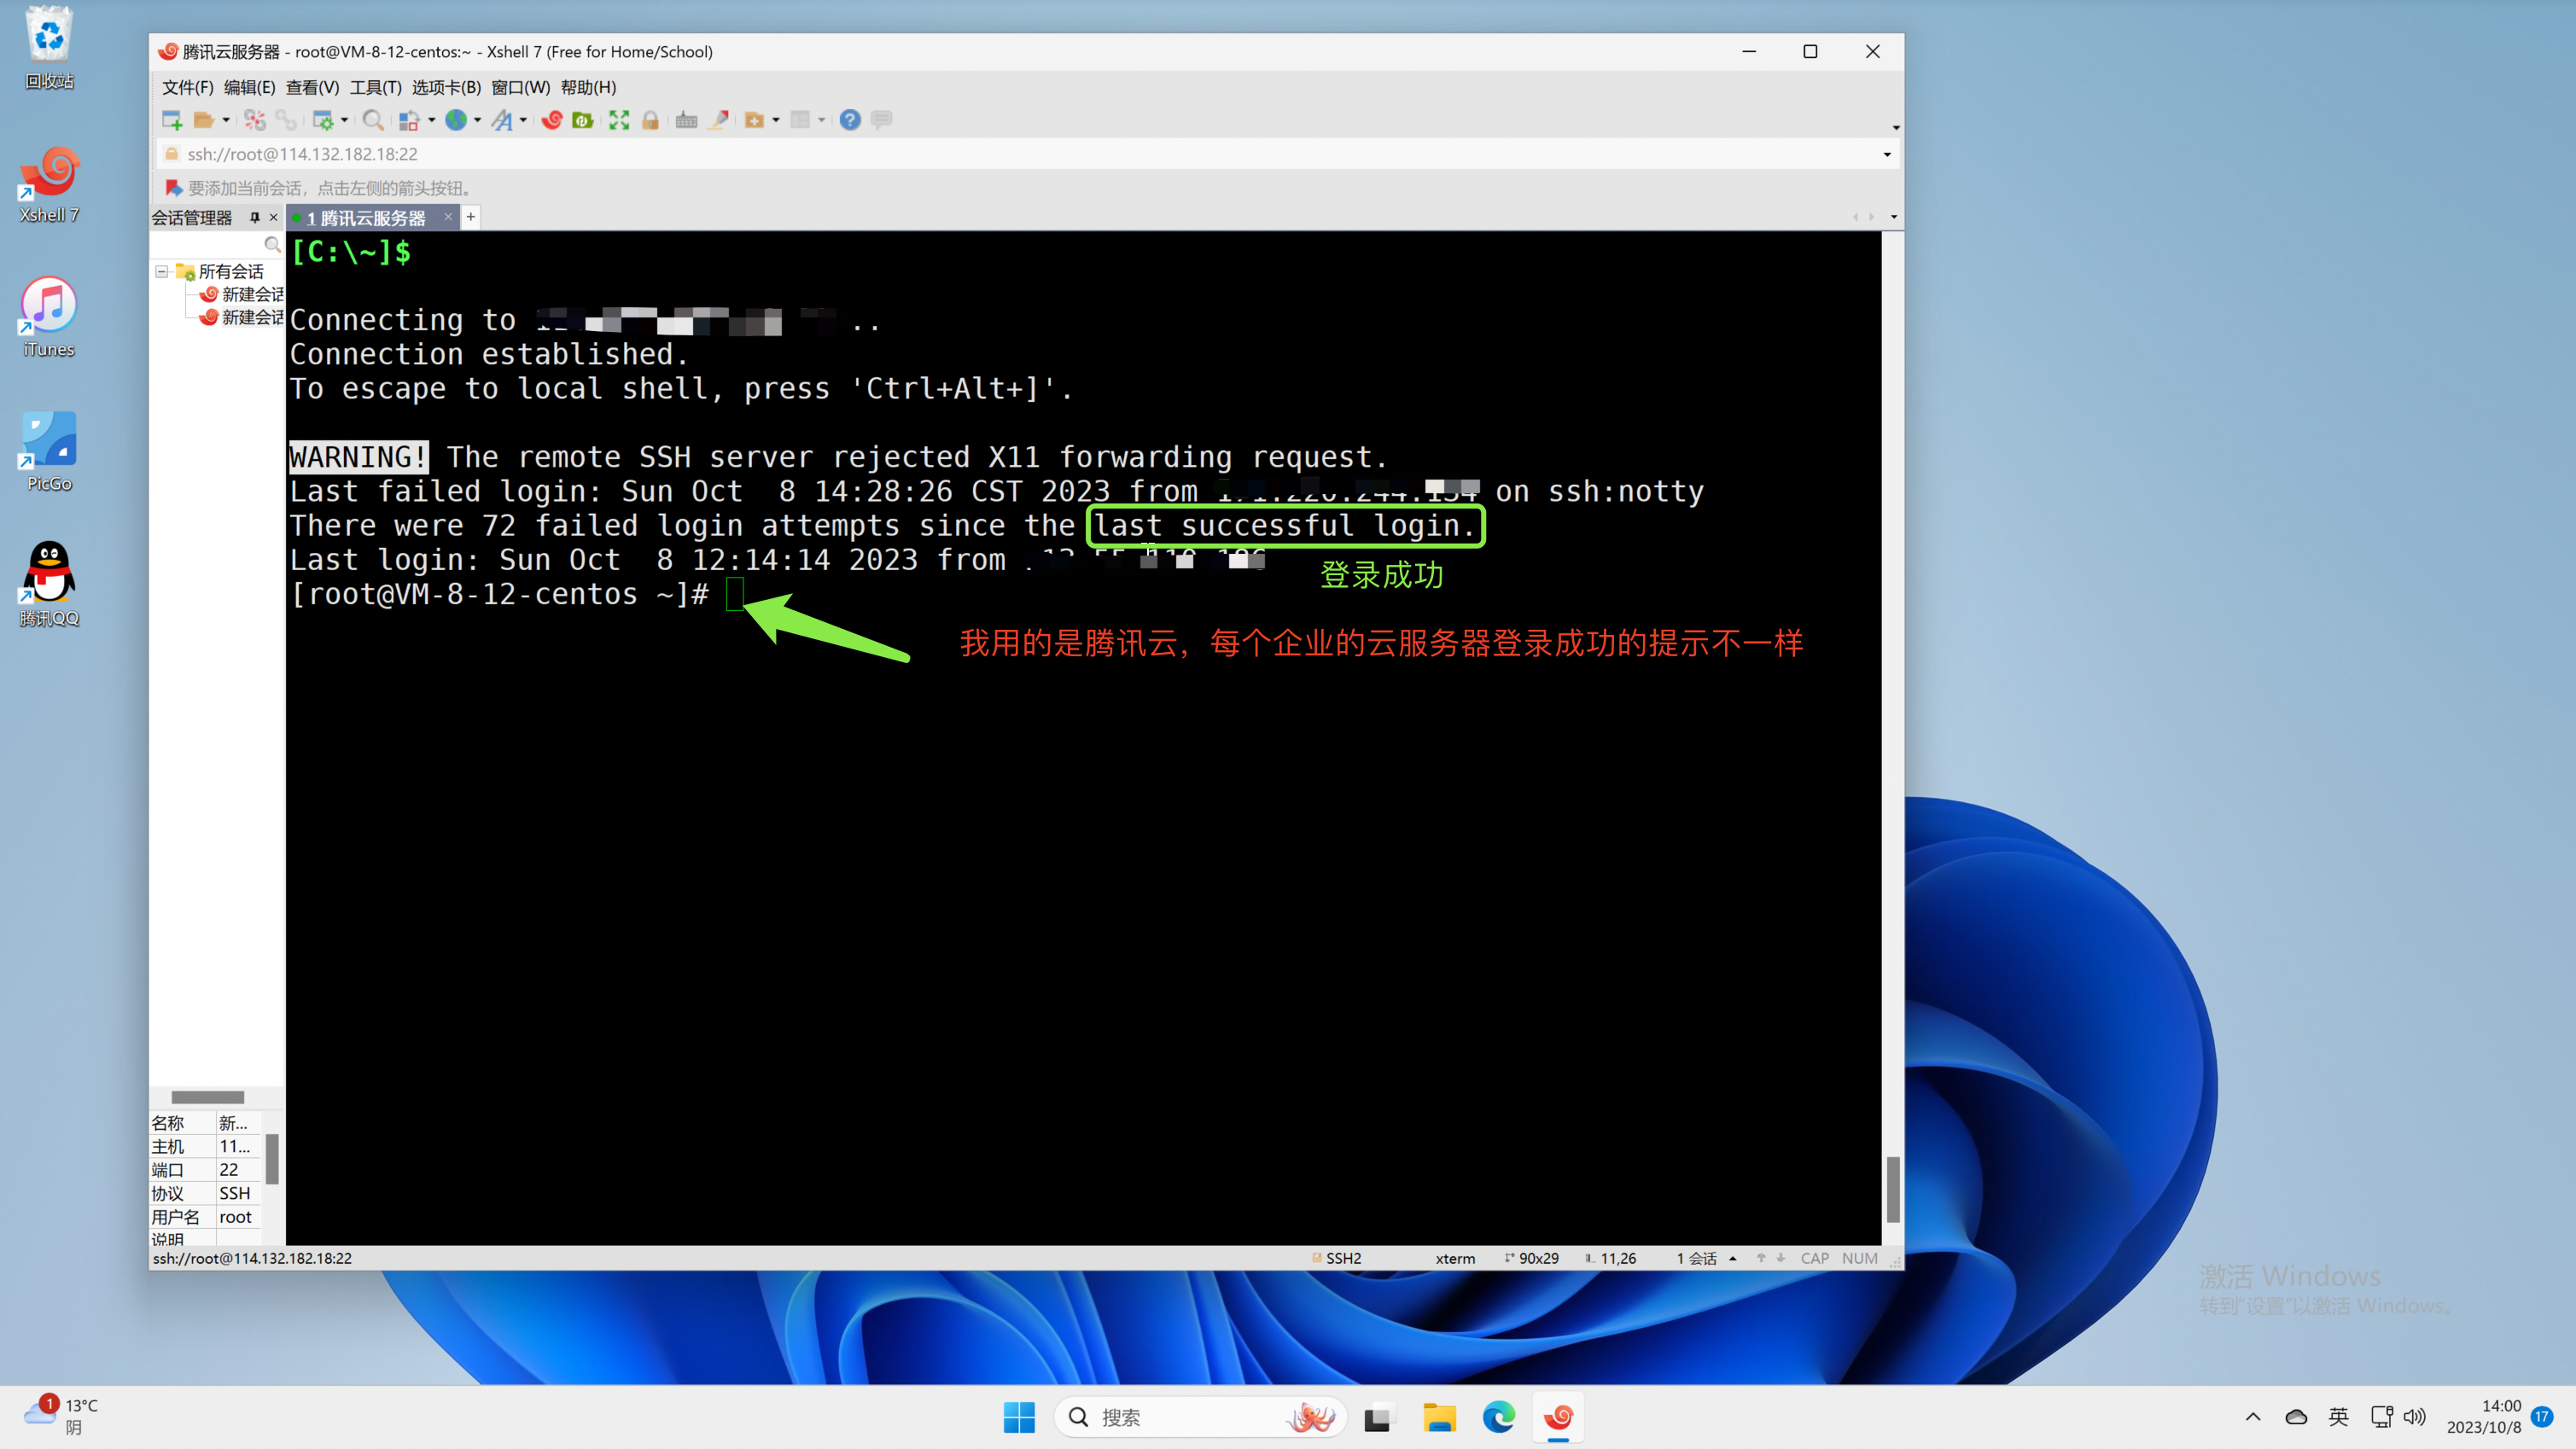 回收站
Xshell 7
iTunes
PicGo
腾讯QQ
腾讯云服务器 - root@VM-8-12-centos:~ - Xshell 7 (Free for Home/School)
文件(F) 编辑(E) 查看(V) 工具(T) 选项卡(B) 窗口(W) 帮助(H)
ssh://root@114.132.182.18:22
要添加当前会话，点击左侧的箭头按钮。
会话管理器
1 腾讯云服务器
所有会话
新建会话
新建会话
[C:\~]$
Connecting to
Connection established.
To escape to local shell, press 'Ctrl+Alt+]'.
WARNING! The remote SSH server rejected X11 forwarding request.
Last failed login: Sun Oct  8 14:28:26 CST 2023 from on ssh:notty
There were 72 failed login attempts since the last successful login.
Last login: Sun Oct  8 12:14:14 2023 from
登录成功
[root@VM-8-12-centos ~]#
我用的是腾讯云，每个企业的云服务器登录成功的提示不一样
名称 新...
主机 11...
端口 22
协议 SSH
用户名 root
说明
ssh://root@114.132.182.18:22
SSH2 xterm 90x29 11,26 1 会话 CAP NUM
激活 Windows
转到"设置"以激活 Windows。
1
13°C
阴
搜索
英
14:00
2023/10/8
17